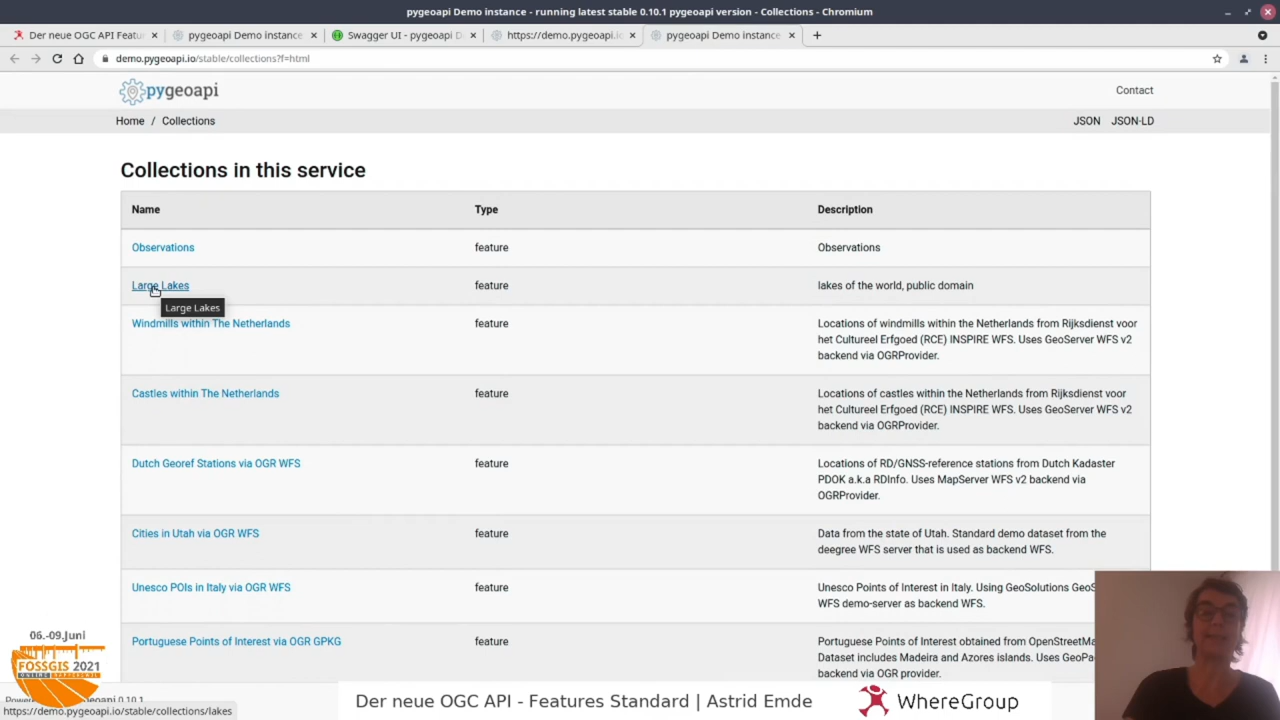 pygeoapi Demo instance - running latest stable 0.10.1 pygeoapi version - Collections - Chromium
Der neue OGC API Featu
pygeoapi Demo instance
Swagger UI - pygeoapi D
https://demo.pygeoapi.io
pygeoapi Demo instance
demo.pygeoapi.io/stable/collections?f=html
pygeoapi
Contact
Home / Collections
JSON JSON-LD
Collections in this service
Name Type Description
Observations feature Observations
Large Lakes feature lakes of the world, public domain
Large Lakes
Windmills within The Netherlands feature Locations of windmills within the Netherlands from Rijksdienst voor
het Cultureel Erfgoed (RCE) INSPIRE WFS. Uses GeoServer WFS v2
backend via OGRProvider.
Castles within The Netherlands feature Locations of castles within the Netherlands from Rijksdienst voor
het Cultureel Erfgoed (RCE) INSPIRE WFS. Uses GeoServer WFS v2
backend via OGRProvider.
Dutch Georef Stations via OGR WFS feature Locations of RD/GNSS-reference stations from Dutch Kadaster
PDOK a.k.a RDInfo. Uses MapServer WFS v2 backend via
OGRProvider.
Cities in Utah via OGR WFS feature Data from the state of Utah. Standard demo dataset from the
deegree WFS server that is used as backend WFS.
Unesco POIs in Italy via OGR WFS feature Unesco Points of Interest in Italy. Using GeoSolutions GeoS
WFS demo-server as backend WFS.
Portuguese Points of Interest via OGR GPKG feature Portuguese Points of Interest obtained from OpenStreetMa
Dataset includes Madeira and Azores islands. Uses GeoPa
backend via OGR provider.
06.-09.Juni
FOSSGIS 2021
https://demo.pygeoapi.io/stable/collections/lakes
Der neue OGC API - Features Standard | Astrid Emde
WhereGroup